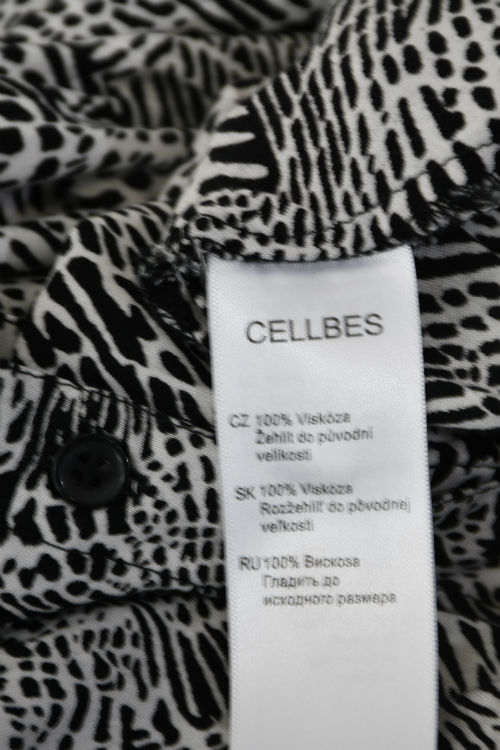 CELLBES
CZ 100% Viskóza
Žehlit do původní
velikosti
SK 100% Viskóza
Rozžehliť do pôvodnej
veľkosti
RU 100% Вискоза
Гладить до
исходного размера